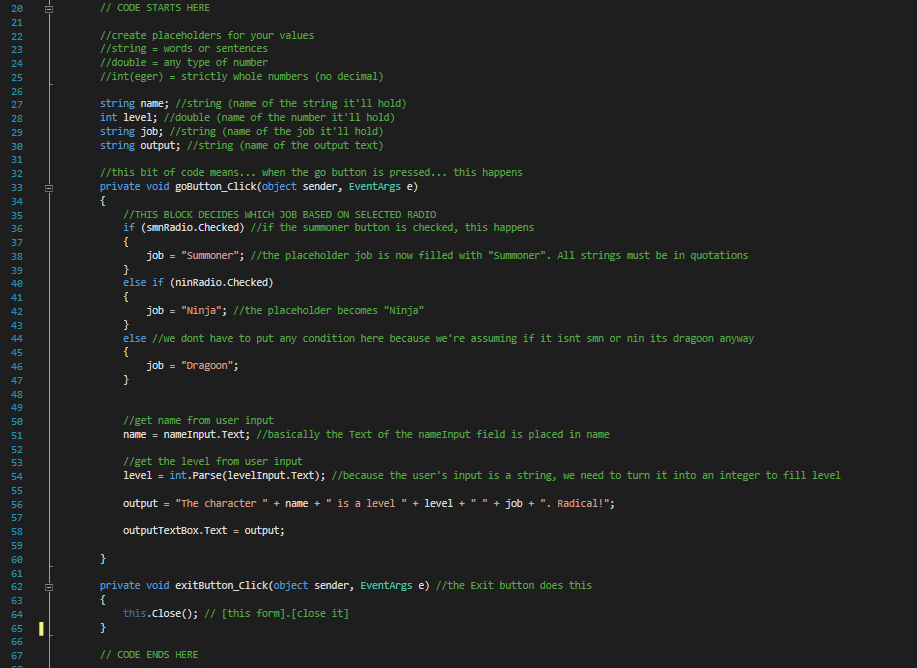 20 // CODE STARTS HERE
21
22 //create placeholders for your values
23 //string = words or sentences
24 //double = any type of number
25 //int(eger) = strictly whole numbers (no decimal)
26
27 string name; //string (name of the string it'll hold)
28 int level; //double (name of the number it'll hold)
29 string job; //string (name of the job it'll hold)
30 string output; //string (name of the output text)
31
32 //this bit of code means... when the go button is pressed... this happens
33 private void goButton_Click(object sender, EventArgs e)
34 {
35 //THIS BLOCK DECIDES WHICH JOB BASED ON SELECTED RADIO
36 if (smnRadio.Checked) //if the summoner button is checked, this happens
37 {
38 job = "Summoner"; //the placeholder job is now filled with "Summoner". All strings must be in quotations
39 }
40 else if (ninRadio.Checked)
41 {
42 job = "Ninja"; //the placeholder becomes "Ninja"
43 }
44 else //we dont have to put any condition here because we're assuming if it isnt smn or nin its dragoon anyway
45 {
46 job = "Dragoon";
47 }
48
49
50 //get name from user input
51 name = nameInput.Text; //basically the Text of the nameInput field is placed in name
52
53 //get the level from user input
54 level = int.Parse(levelInput.Text); //because the user's input is a string, we need to turn it into an integer to fill level
55
56 output = "The character " + name + " is a level " + level + " " + job + ". Radical!";
57
58 outputTextBox.Text = output;
59
60 }
61
62 private void exitButton_Click(object sender, EventArgs e) //the Exit button does this
63 {
64 this.Close(); // [this form].[close it]
65 }
66
67 // CODE ENDS HERE